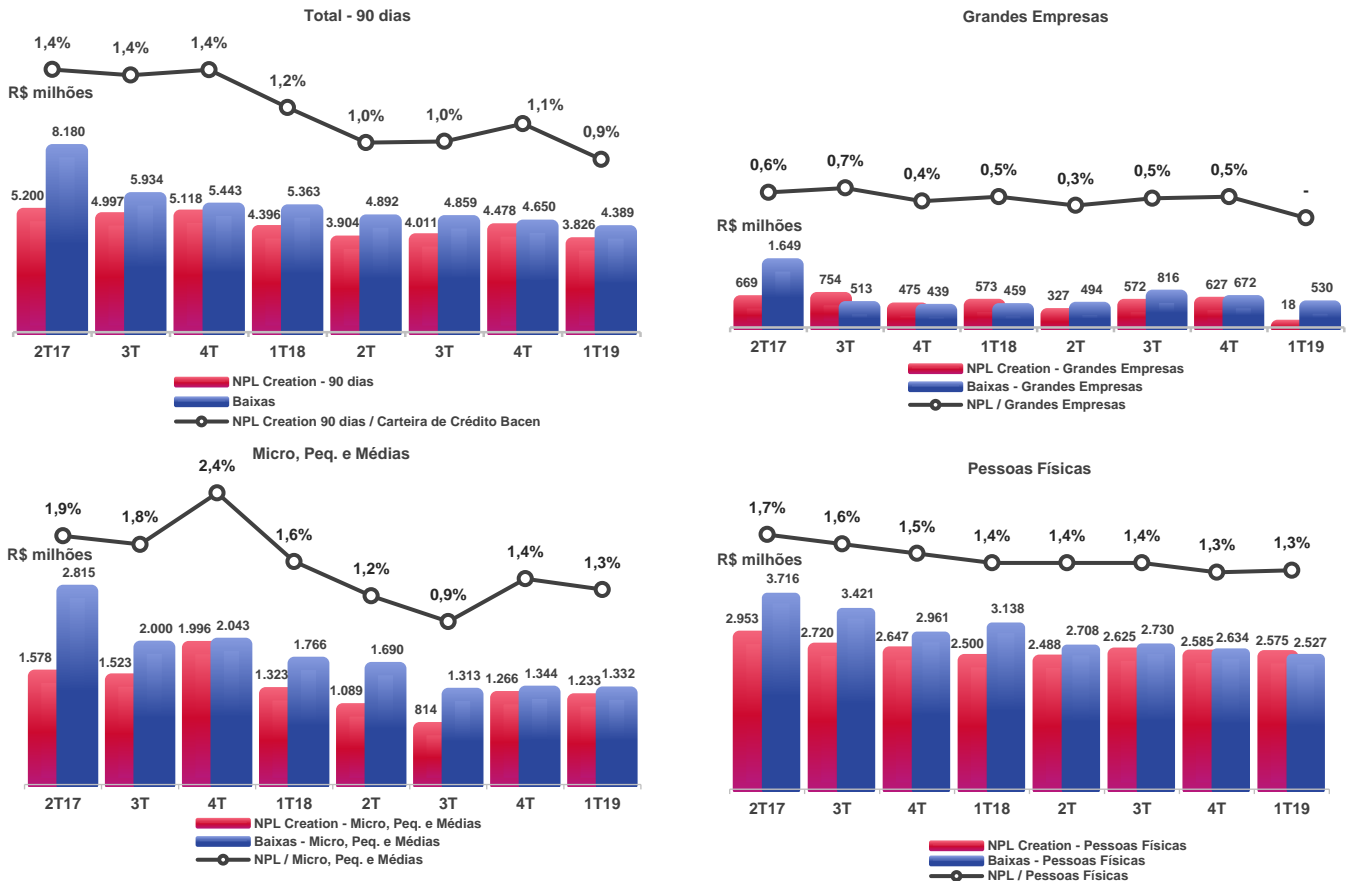 Total - 90 dias
1,4% 1,4% 1,4% 1,2% 1,0% 1,0% 1,1% 0,9%
R$ milhões
5.200 8.180 4.997 5.934 5.118 5.443 4.396 5.363 3.904 4.892 4.011 4.859 4.478 4.650 3.826 4.389
2T17 3T 4T 1T18 2T 3T 4T 1T19
NPL Creation - 90 dias
Baixas
NPL Creation 90 dias / Carteira de Crédito Bacen
Grandes Empresas
0,6% 0,7% 0,4% 0,5% 0,3% 0,5% 0,5% -
R$ milhões
669 1.649 754 513 475 439 573 459 327 494 572 816 627 672 18 530
2T17 3T 4T 1T18 2T 3T 4T 1T19
NPL Creation - Grandes Empresas
Baixas - Grandes Empresas
NPL / Grandes Empresas
Micro, Peq. e Médias
1,9% 1,8% 2,4% 1,6% 1,2% 0,9% 1,4% 1,3%
R$ milhões
1.578 2.815 1.523 2.000 1.996 2.043 1.323 1.766 1.089 1.690 814 1.313 1.266 1.344 1.233 1.332
2T17 3T 4T 1T18 2T 3T 4T 1T19
NPL Creation - Micro, Peq. e Médias
Baixas - Micro, Peq. e Médias
NPL / Micro, Peq. e Médias
Pessoas Físicas
1,7% 1,6% 1,5% 1,4% 1,4% 1,4% 1,3% 1,3%
R$ milhões
2.953 3.716 2.720 3.421 2.647 2.961 2.500 3.138 2.488 2.708 2.625 2.730 2.585 2.634 2.575 2.527
2T17 3T 4T 1T18 2T 3T 4T 1T19
NPL Creation - Pessoas Físicas
Baixas - Pessoas Físicas
NPL / Pessoas Físicas